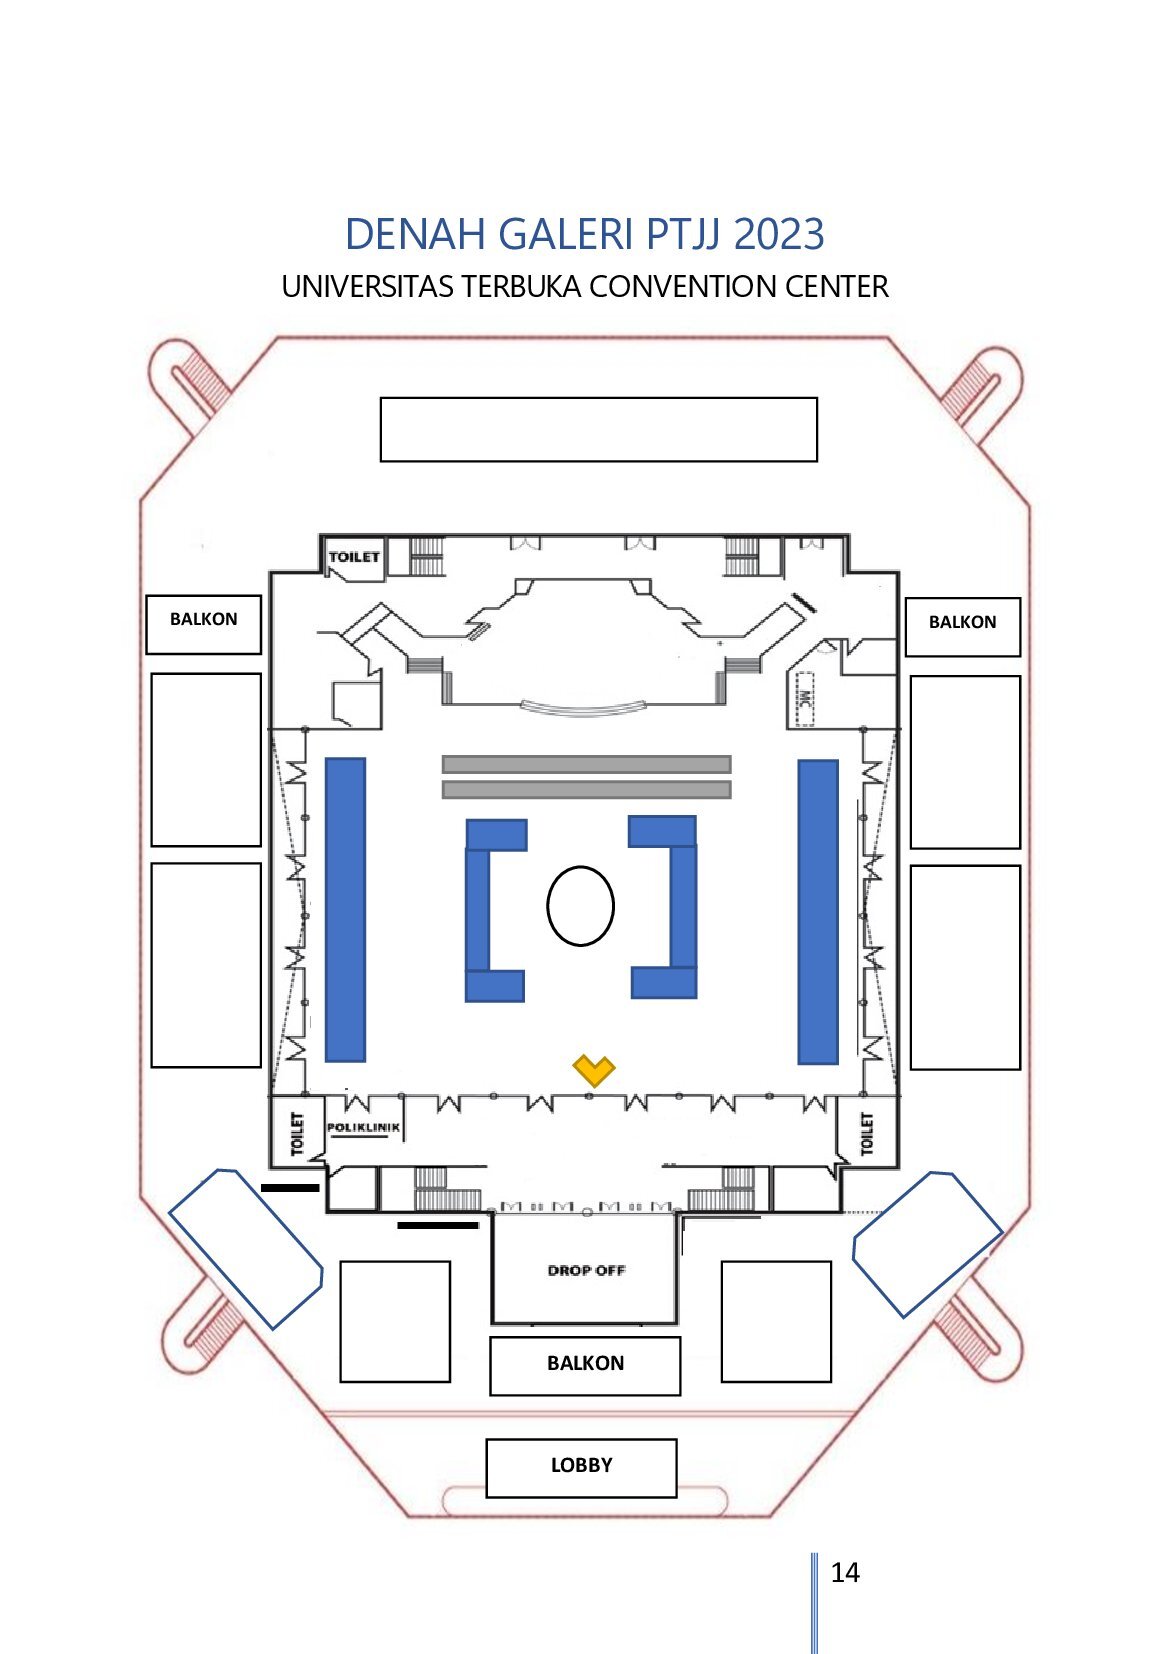 DENAH GALERI PTJJ 2023
UNIVERSITAS TERBUKA CONVENTION CENTER
TOILET
BALKON
BALKON
MC
TOILET
POLIKLINIK
TOILET
DROP OFF
BALKON
LOBBY
14